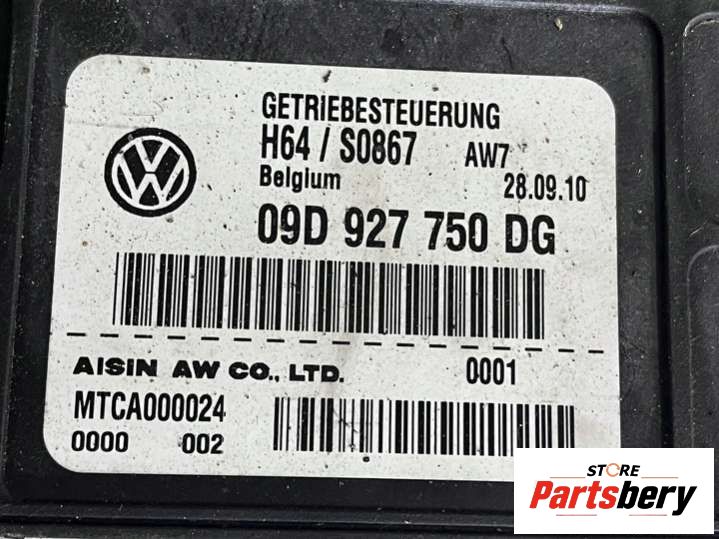 GETRIEBESTEUERUNG
H64 / S0867 AW7
Belgium 28.09.10
09D 927 750 DG
AISIN AW CO., LTD. 0001
MTCA000024
0000 002
STORE
Partsbery